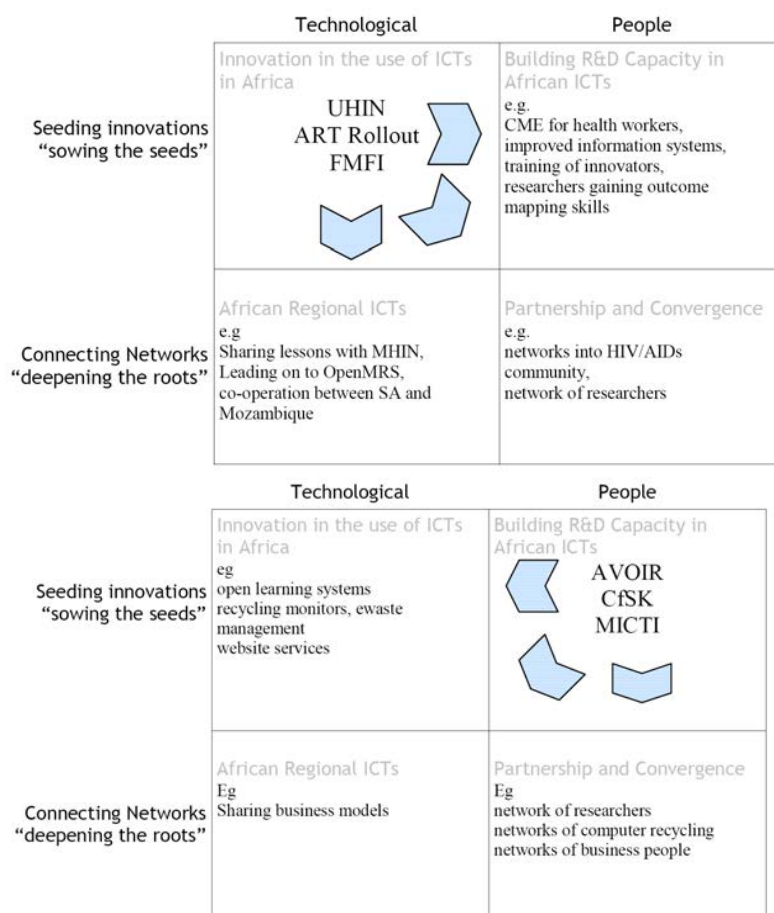 Technological
People
Innovation in the use of ICTs
in Africa
UHIN
ART Rollout
FMFI
Building R&D Capacity in
African ICTs
e.g.
CME for health workers,
improved information systems,
training of innovators,
researchers gaining outcome
mapping skills
Seeding innovations
“sowing the seeds”
African Regional ICTs
e.g
Sharing lessons with MHIN,
Leading on to OpenMRS,
co-operation between SA and
Mozambique
Partnership and Convergence
e.g.
networks into HIV/AIDs
community,
network of researchers
Connecting Networks
“deepening the roots”
Technological
People
Innovation in the use of ICTs
in Africa
eg
open learning systems
recycling monitors, ewaste
management
website services
Building R&D Capacity in
African ICTs
AVOIR
CfSK
MICTI
Seeding innovations
“sowing the seeds”
African Regional ICTs
Eg
Sharing business models
Partnership and Convergence
Eg
network of researchers
networks of computer recycling
networks of business people
Connecting Networks
“deepening the roots”